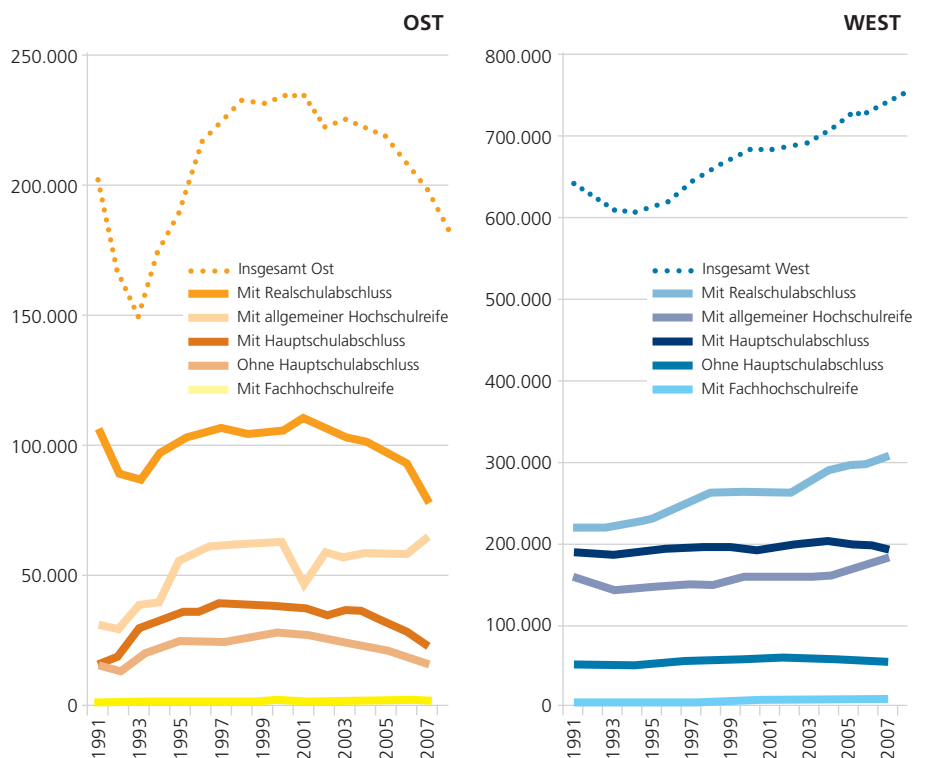 OST
250.000
200.000
150.000
100.000
50.000
0
Insgesamt Ost
Mit Realschulabschluss
Mit allgemeiner Hochschulreife
Mit Hauptschulabschluss
Ohne Hauptschulabschluss
Mit Fachhochschulreife
1991
1993
1995
1997
1999
2001
2003
2005
2007
WEST
800.000
700.000
600.000
500.000
400.000
300.000
200.000
100.000
0
Insgesamt West
Mit Realschulabschluss
Mit allgemeiner Hochschulreife
Mit Hauptschulabschluss
Ohne Hauptschulabschluss
Mit Fachhochschulreife
1991
1993
1995
1997
1999
2001
2003
2005
2007